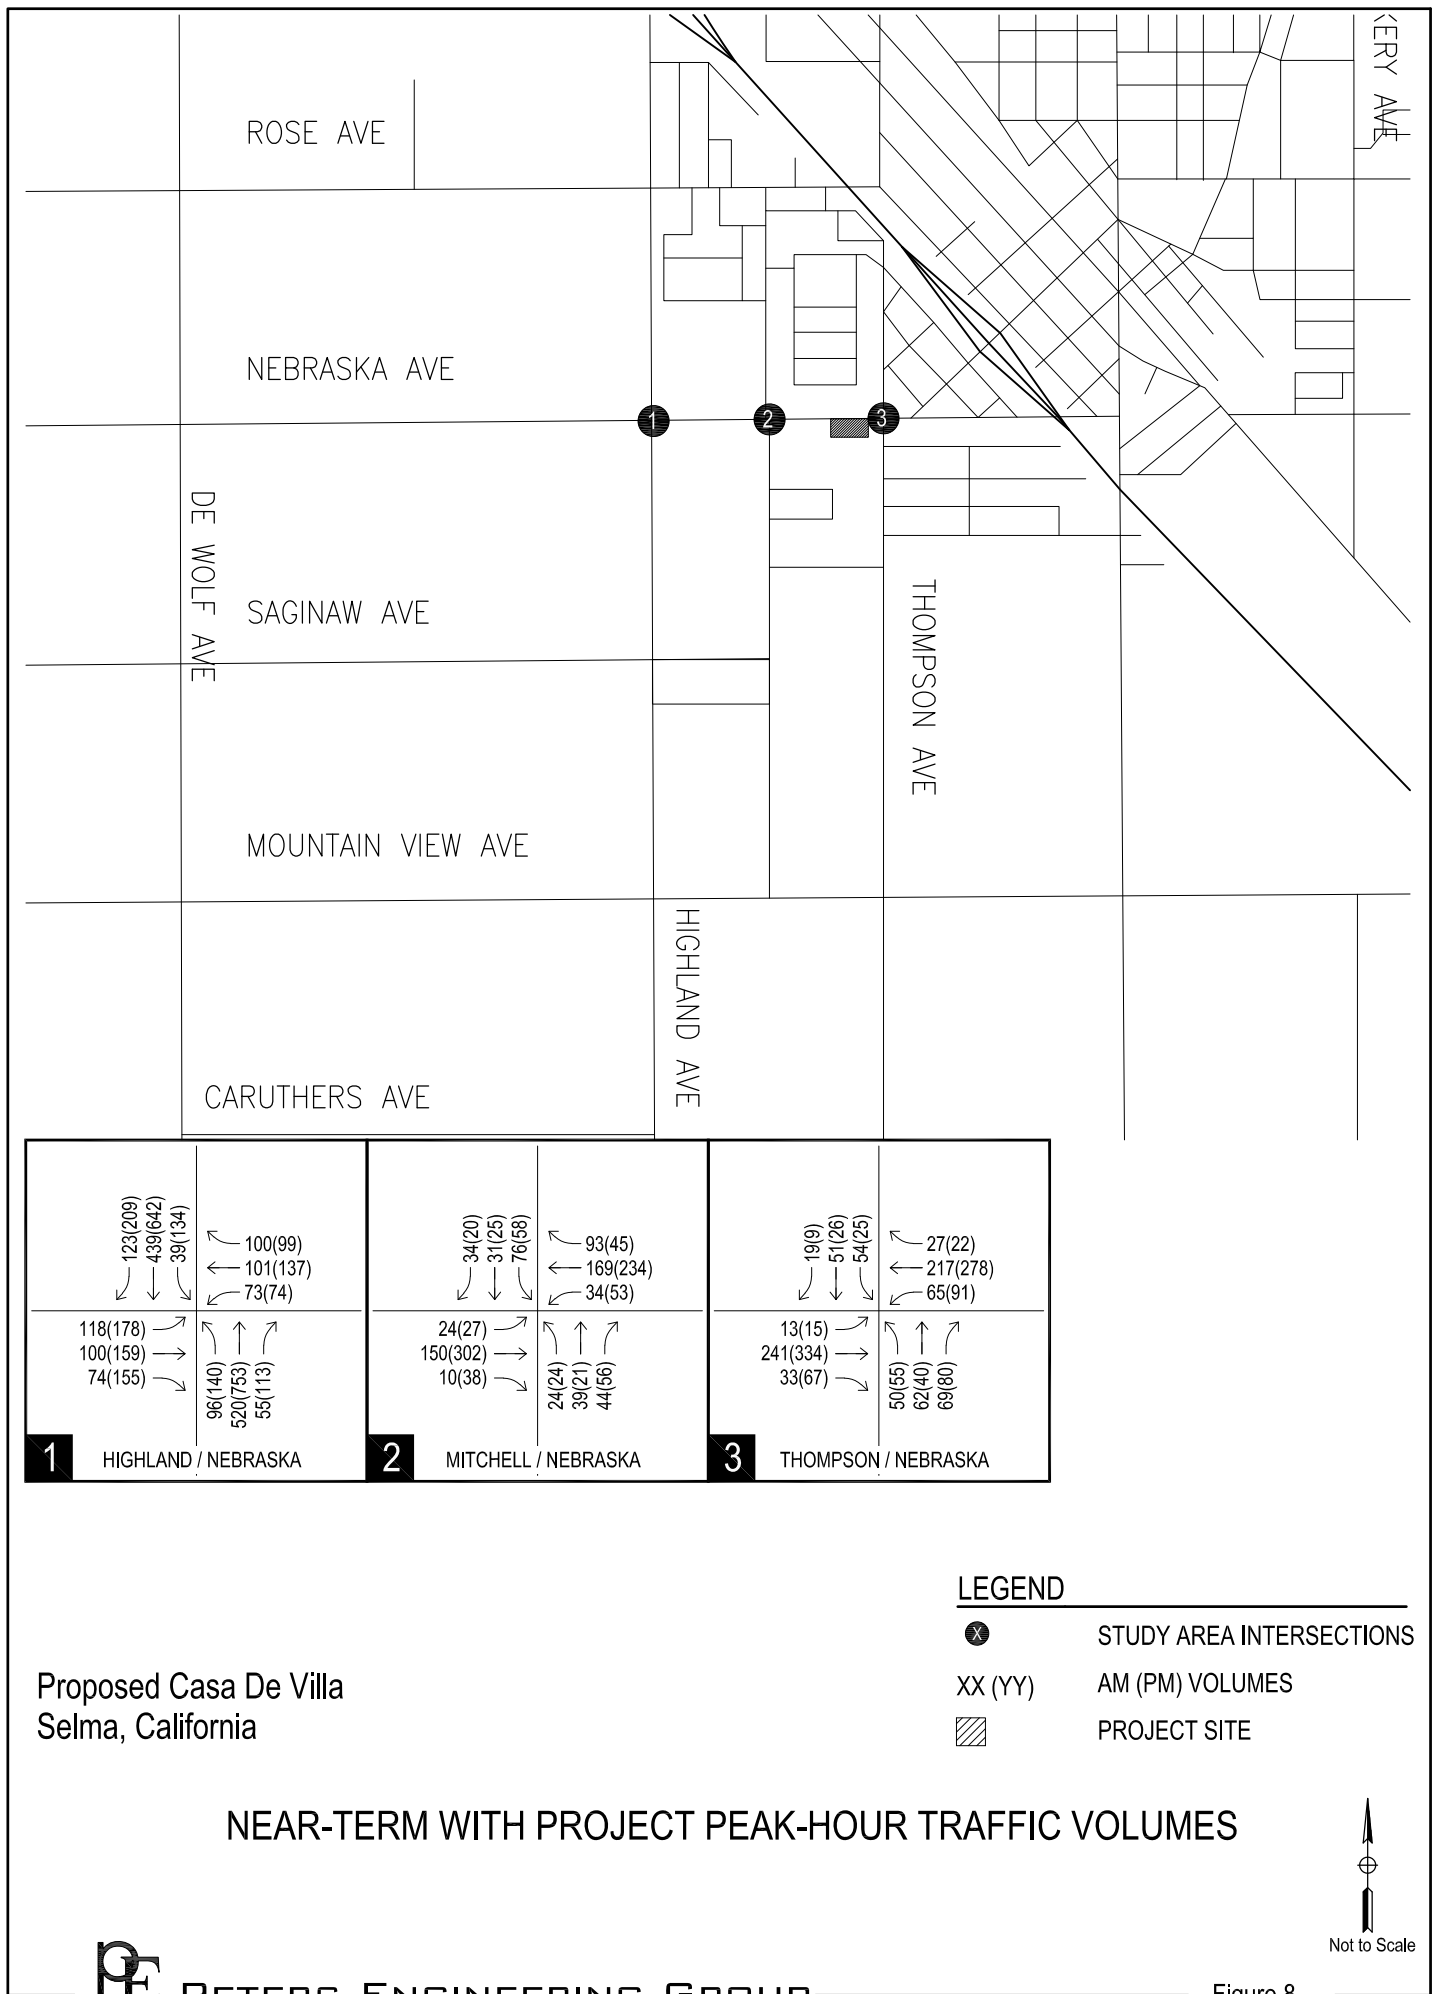 KERY AVE
ROSE AVE
NEBRASKA AVE
1
2
3
DE WOLF AVE
SAGINAW AVE
THOMPSON AVE
MOUNTAIN VIEW AVE
HIGHLAND AVE
CARUTHERS AVE
123(209)
439(642)
39(134)
100(99)
101(137)
73(74)
118(178)
100(159)
74(155)
96(140)
520(753)
55(113)
1
HIGHLAND / NEBRASKA
34(20)
31(25)
76(58)
93(45)
169(234)
34(53)
24(27)
150(302)
10(38)
24(24)
39(21)
44(56)
2
MITCHELL / NEBRASKA
19(9)
51(26)
54(25)
27(22)
217(278)
65(91)
13(15)
241(334)
33(67)
50(55)
62(40)
69(80)
3
THOMPSON / NEBRASKA
LEGEND
X
STUDY AREA INTERSECTIONS
XX (YY)
AM (PM) VOLUMES
PROJECT SITE
Proposed Casa De Villa
Selma, California
NEAR-TERM WITH PROJECT PEAK-HOUR TRAFFIC VOLUMES
Not to Scale
PETERS ENGINEERING GROUP
Figure 8